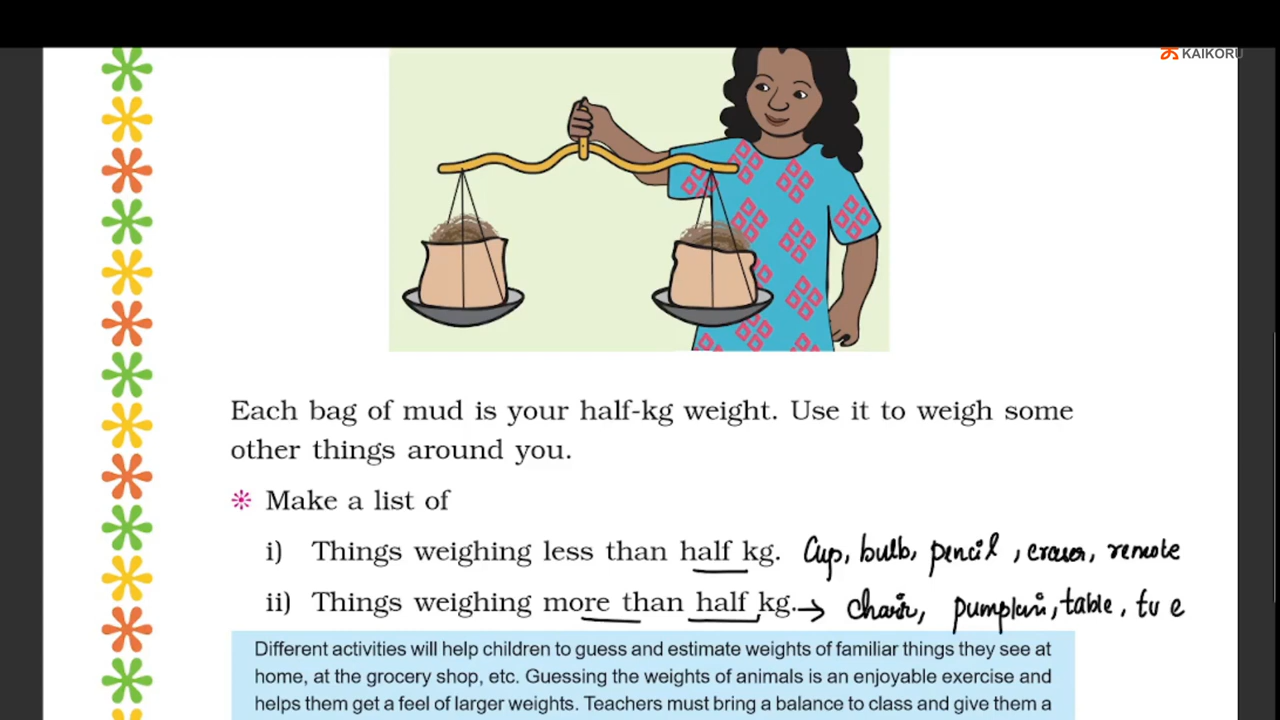 KAIKORU
Each bag of mud is your half-kg weight. Use it to weigh some
other things around you.
Make a list of
i) Things weighing less than half kg. Cup, bulb, pencil, eraser, remote
ii) Things weighing more than half kg. → chair, pumpkin, table,
Different activities will help children to guess and estimate weights of familiar things they see at
home, at the grocery shop, etc. Guessing the weights of animals is an enjoyable exercise and
helps them get a feel of larger weights. Teachers must bring a balance to class and give them a